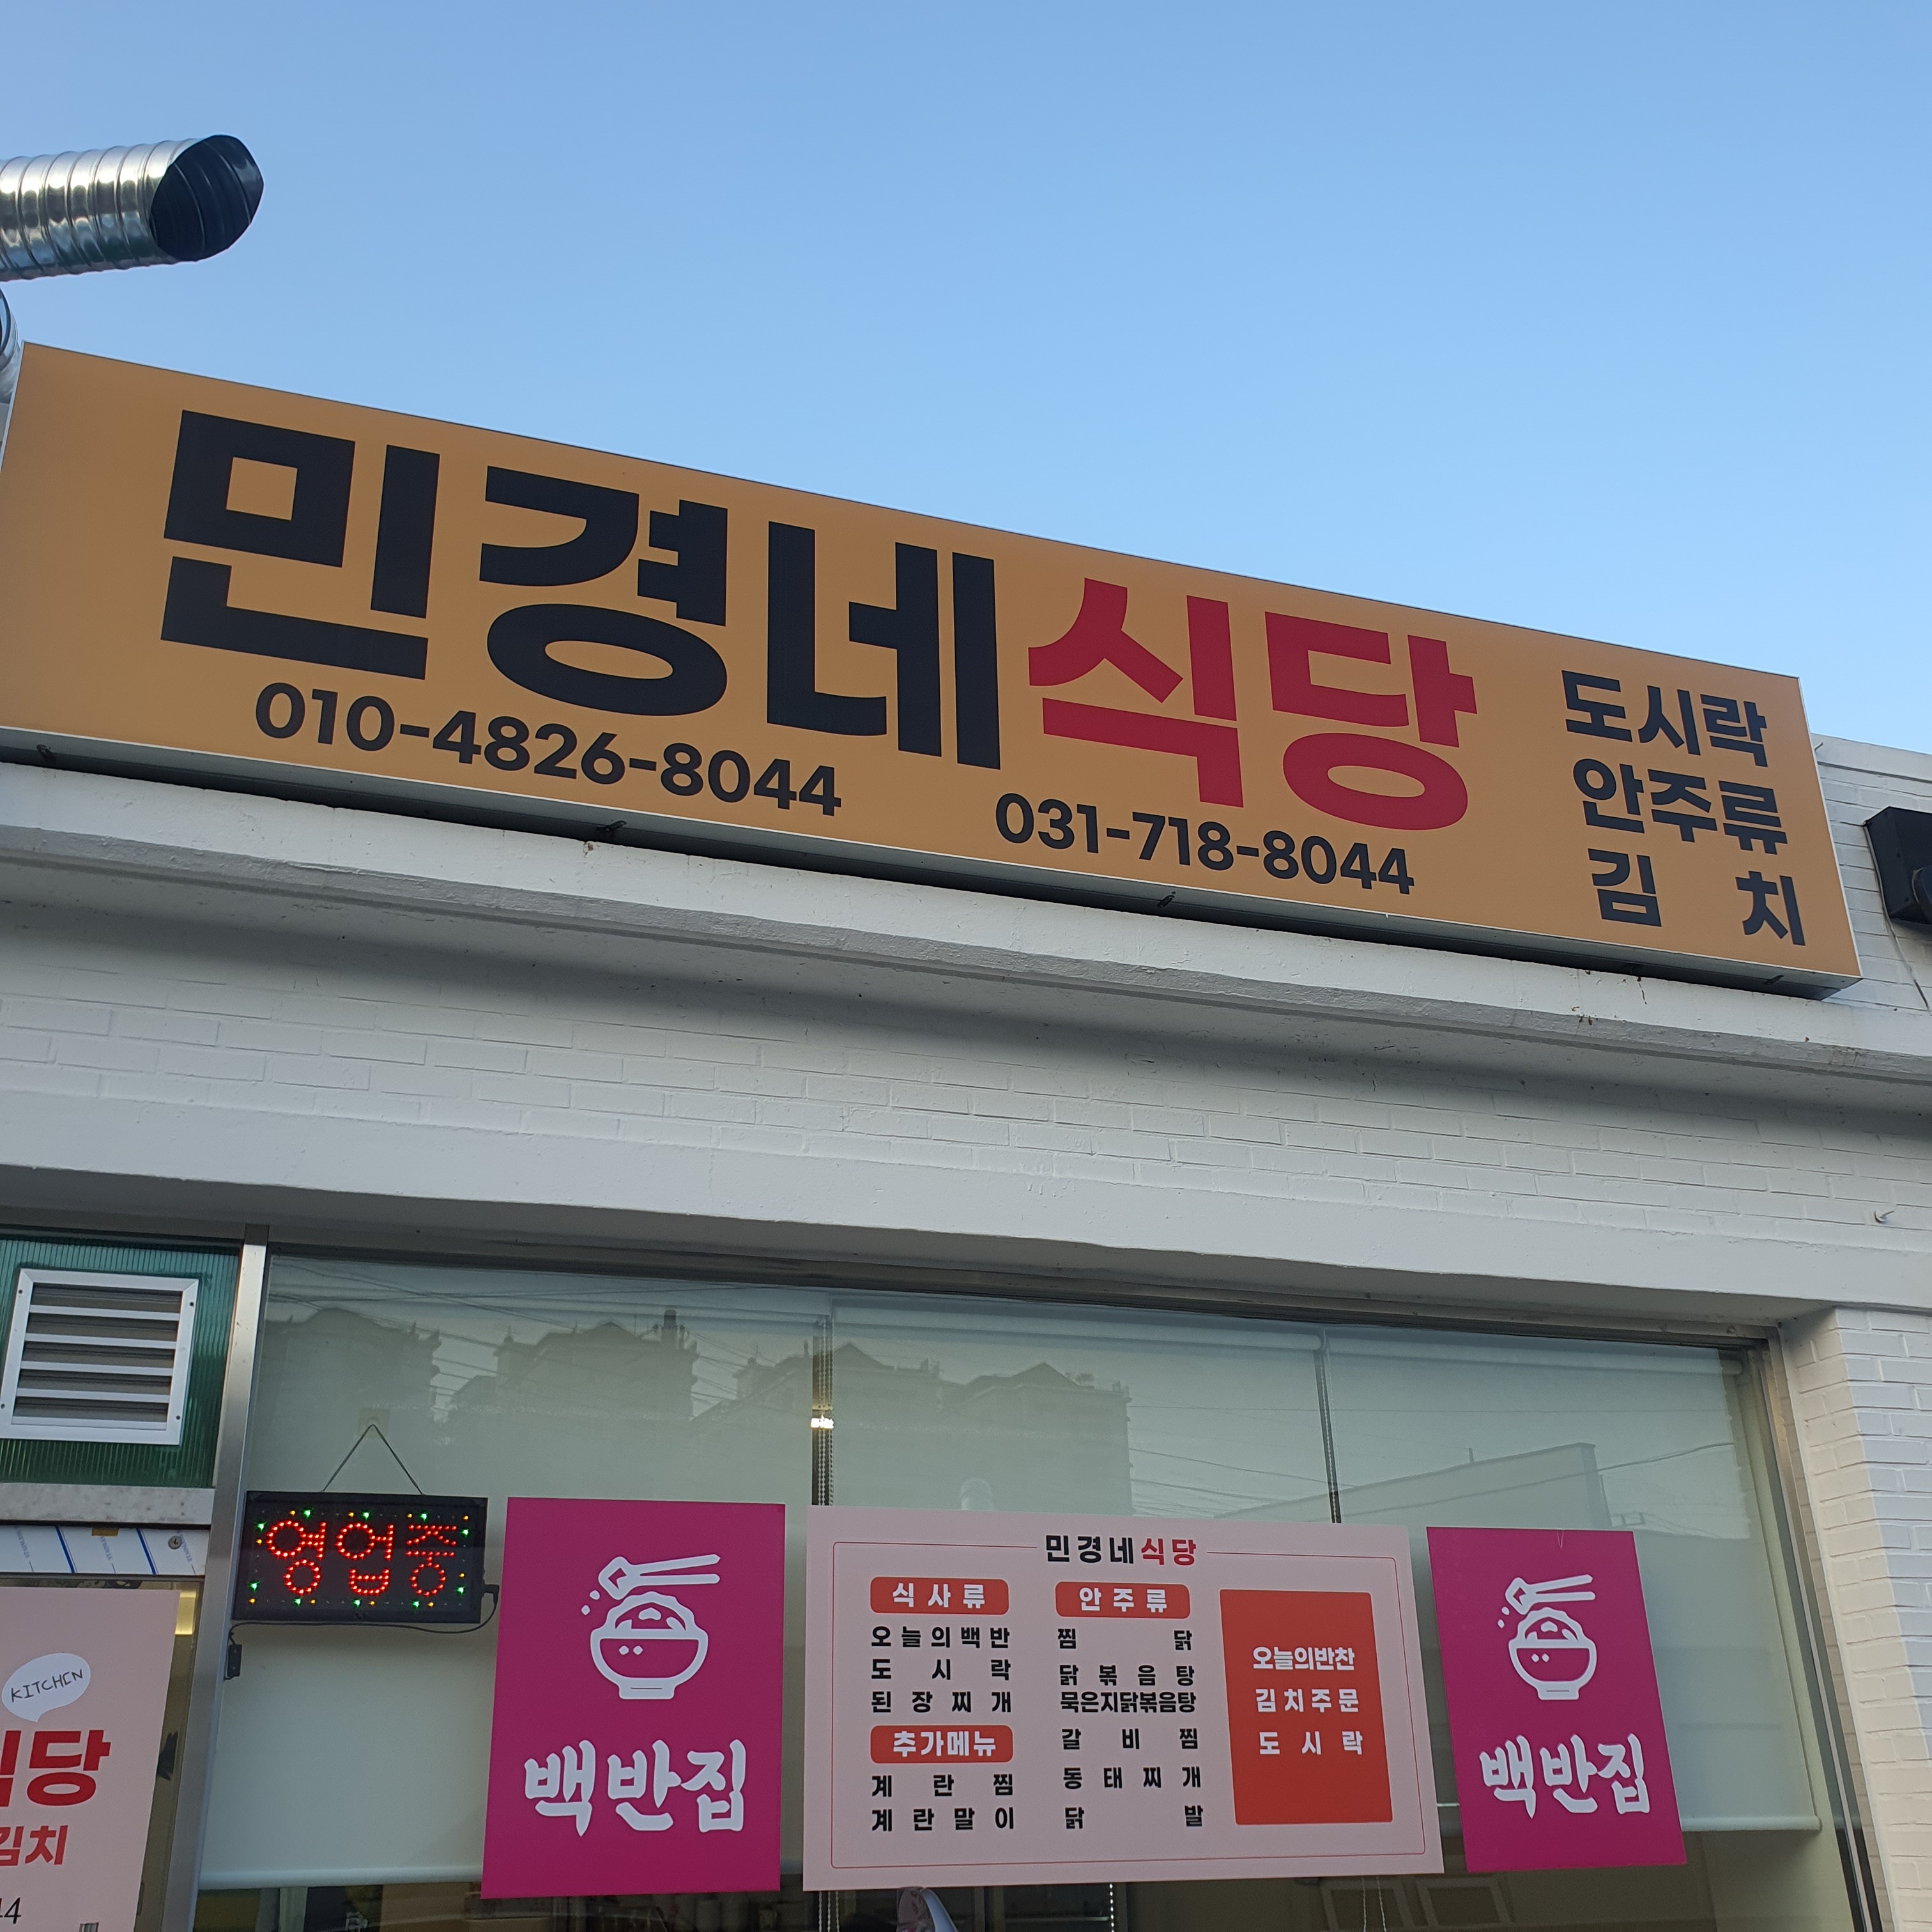 민경네식당
010-4826-8044
031-718-8044
도시락
안주류
김치
영업중
KITCHEN
식당
김치
44
백반집
민경네식당
식사류
오늘의백반
도시락
된장찌개
추가메뉴
계란찜
계란말이
안주류
찜닭
닭볶음탕
묵은지닭볶음탕
갈비찜
동태찌개
닭발
오늘의반찬
김치주문
도시락
백반집